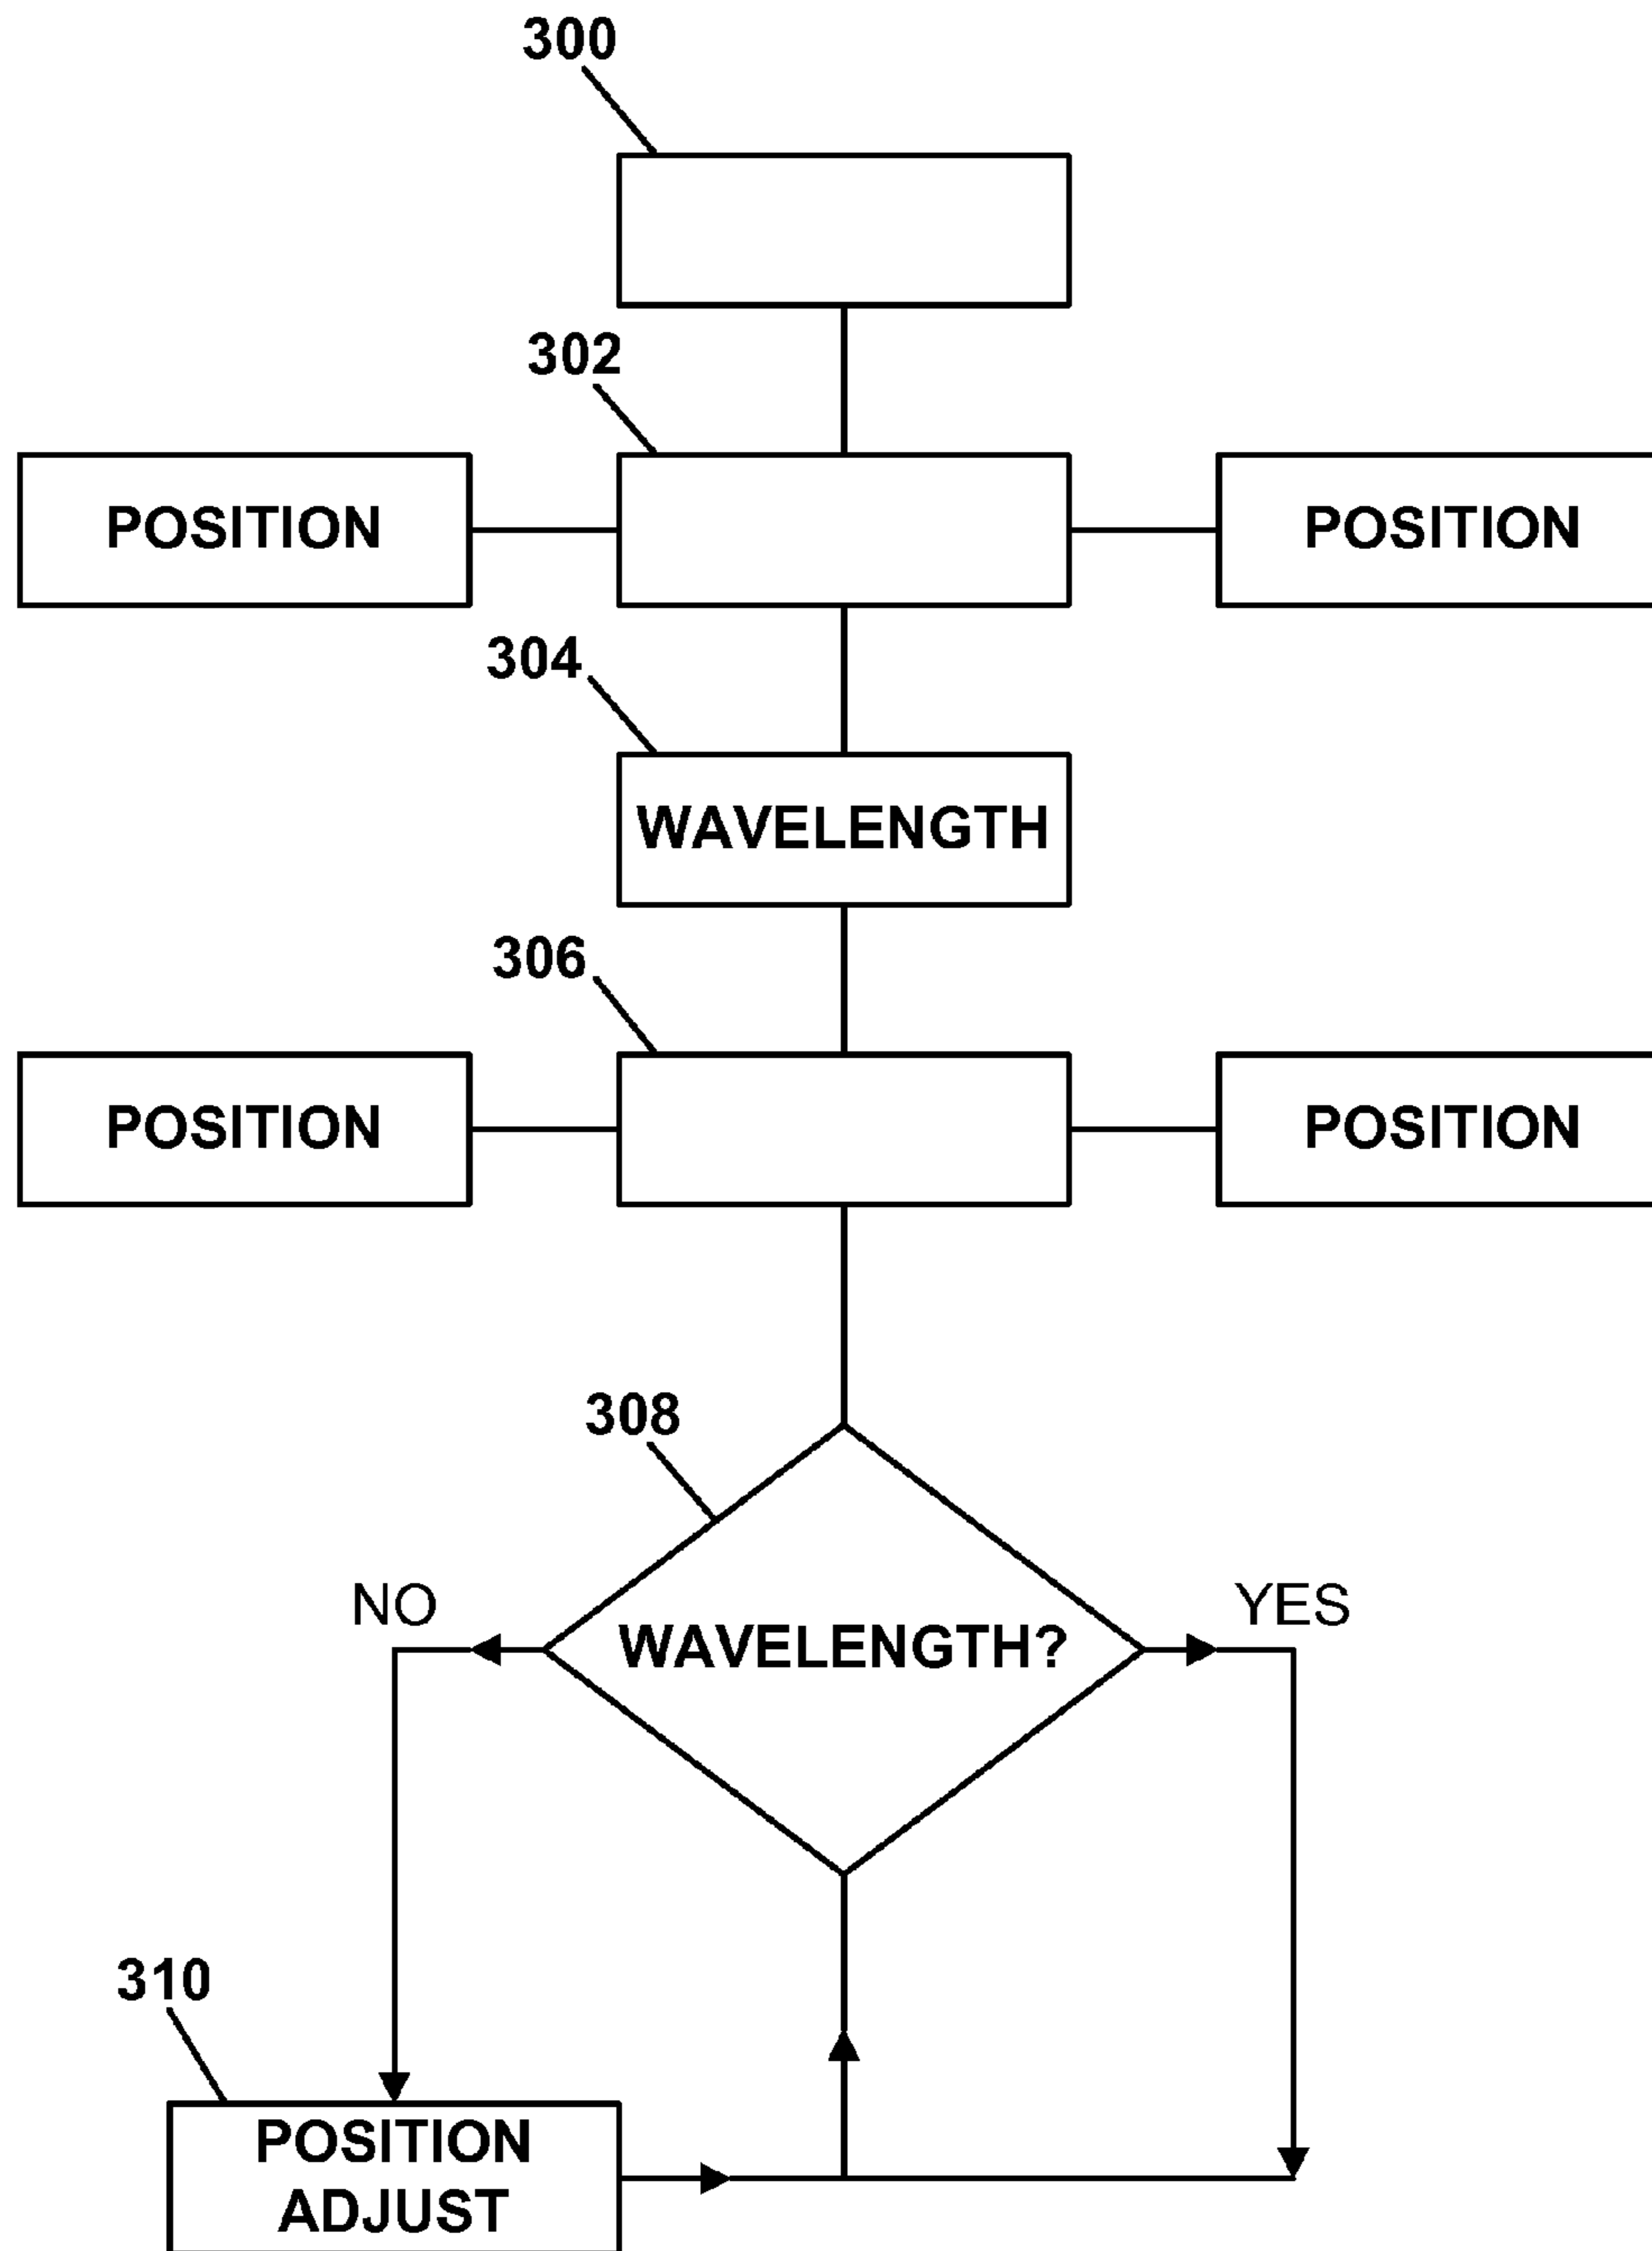 300
302
POSITION
POSITION
304
WAVELENGTH
306
POSITION
POSITION
308
NO
WAVELENGTH?
YES
310
POSITION
ADJUST